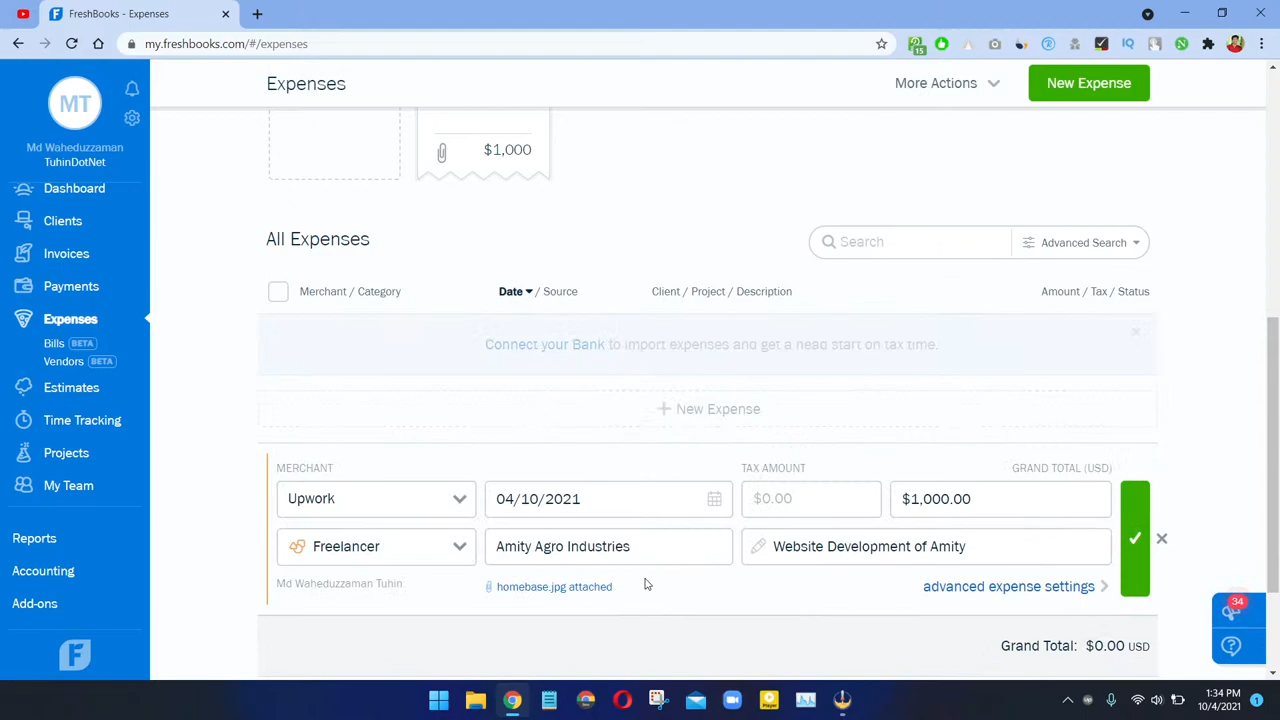 FreshBooks - Expenses
my.freshbooks.com/#/expenses
15
MT
Md Waheduzzaman
TuhinDotNet
Dashboard
Clients
Invoices
Payments
Expenses
Bills BETA
Vendors BETA
Estimates
Time Tracking
Projects
My Team
Reports
Accounting
Add-ons
Expenses
More Actions
New Expense
$1,000
All Expenses
Search
Advanced Search
Merchant / Category
Date / Source
Client / Project / Description
Amount / Tax / Status
Connect your Bank to import expenses and get a head start on tax time.
New Expense
MERCHANT
TAX AMOUNT
GRAND TOTAL (USD)
Upwork
04/10/2021
$0.00
$1,000.00
Freelancer
Amity Agro Industries
Website Development of Amity
Md Waheduzzaman Tuhin
homebase.jpg attached
advanced expense settings
Grand Total: $0.00 USD
34
1:34 PM
10/4/2021
1